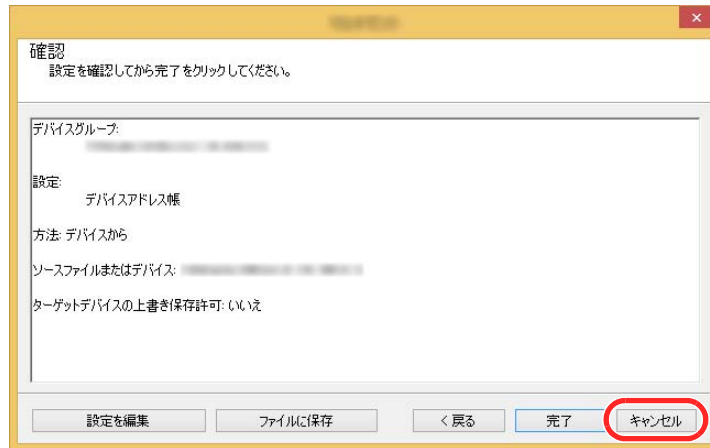 確認
設定を確認してから完了をクリックしてください。
デバイスグループ:
設定:
デバイスアドレス帳
方法: デバイスから
ソースファイルまたはデバイス:
ターゲットデバイスの上書き保存許可: いいえ
設定を編集
ファイルに保存
< 戻る
完了
キャンセル